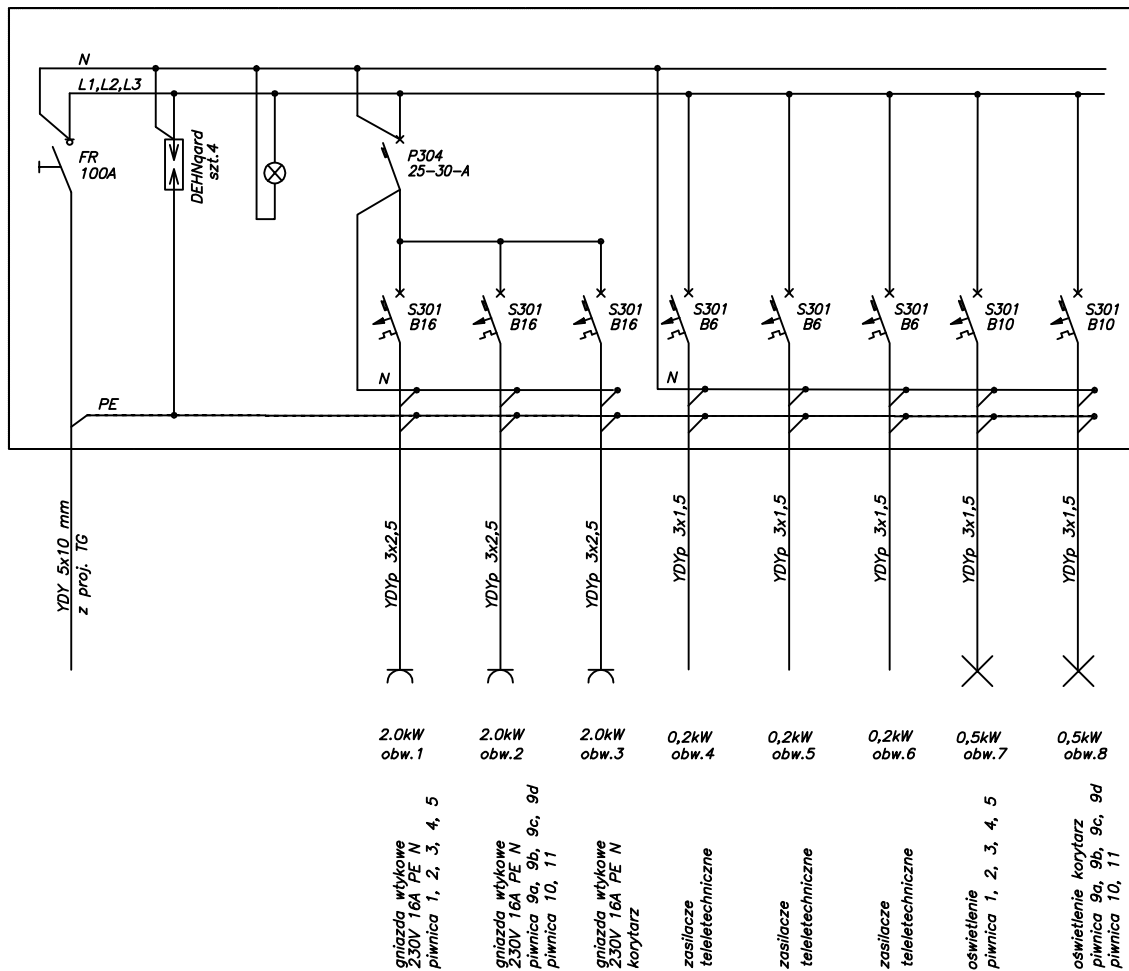 N
L1,L2,L3
FR
100A
DEHNqard
szt.4
P304
25-30-A
S301
B16
S301
B16
S301
B16
S301
B6
S301
B6
S301
B6
S301
B10
S301
B10
N
N
PE
YDY 5x10 mm
z proj. TG
YDYp 3x2,5
YDYp 3x2,5
YDYp 3x2,5
YDYp 3x1,5
YDYp 3x1,5
YDYp 3x1,5
YDYp 3x1,5
YDYp 3x1,5
2.0kW
obw.1
2.0kW
obw.2
2.0kW
obw.3
0,2kW
obw.4
0,2kW
obw.5
0,2kW
obw.6
0,5kW
obw.7
0,5kW
obw.8
gniazda wtykowe
230V 16A PE N
piwnica 1, 2, 3, 4, 5
gniazda wtykowe
230V 16A PE N
piwnica 9a, 9b, 9c, 9d
piwnica 10, 11
gniazda wtykowe
230V 16A PE N
korytarz
zasilacze
teleletechniczne
zasilacze
teleletechniczne
zasilacze
teleletechniczne
oświetlenie
piwnica 1, 2, 3, 4, 5
oświetlenie korytarz
piwnica 9a, 9b, 9c, 9d
piwnica 10, 11